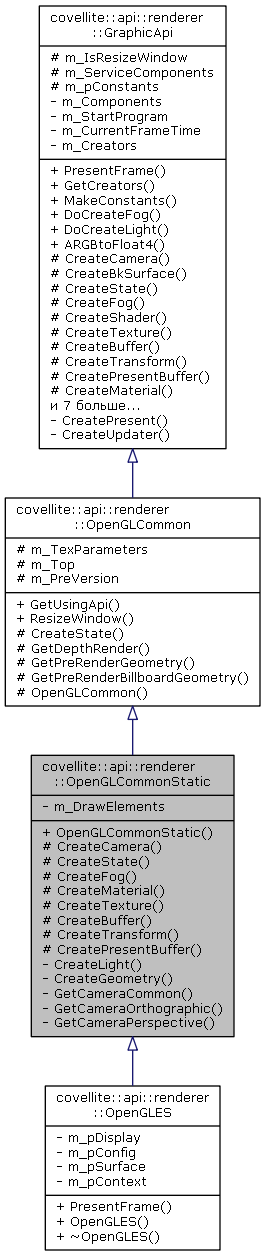 covellite::api::renderer
::GraphicApi
# m_IsResizeWindow
# m_ServiceComponents
# m_pConstants
- m_Components
- m_StartProgram
- m_CurrentFrameTime
- m_Creators
+ PresentFrame()
+ GetCreators()
+ MakeConstants()
+ DoCreateFog()
+ DoCreateLight()
+ ARGBtoFloat4()
# CreateCamera()
# CreateBkSurface()
# CreateState()
# CreateFog()
# CreateShader()
# CreateTexture()
# CreateBuffer()
# CreateTransform()
# CreatePresentBuffer()
# CreateMaterial()
и 7 больше...
- CreatePresent()
- CreateUpdater()
covellite::api::renderer
::OpenGLCommon
# m_TexParameters
# m_Top
# m_PreVersion
+ GetUsingApi()
+ ResizeWindow()
# CreateState()
# GetDepthRender()
# GetPreRenderGeometry()
# GetPreRenderBillboardGeometry()
# OpenGLCommon()
covellite::api::renderer
::OpenGLCommonStatic
- m_DrawElements
+ OpenGLCommonStatic()
# CreateCamera()
# CreateState()
# CreateFog()
# CreateMaterial()
# CreateTexture()
# CreateBuffer()
# CreateTransform()
# CreatePresentBuffer()
- CreateLight()
- CreateGeometry()
- GetCameraCommon()
- GetCameraOrthographic()
- GetCameraPerspective()
covellite::api::renderer
::OpenGLES
- m_pDisplay
- m_pConfig
- m_pSurface
- m_pContext
+ PresentFrame()
+ OpenGLES()
+ ~OpenGLES()